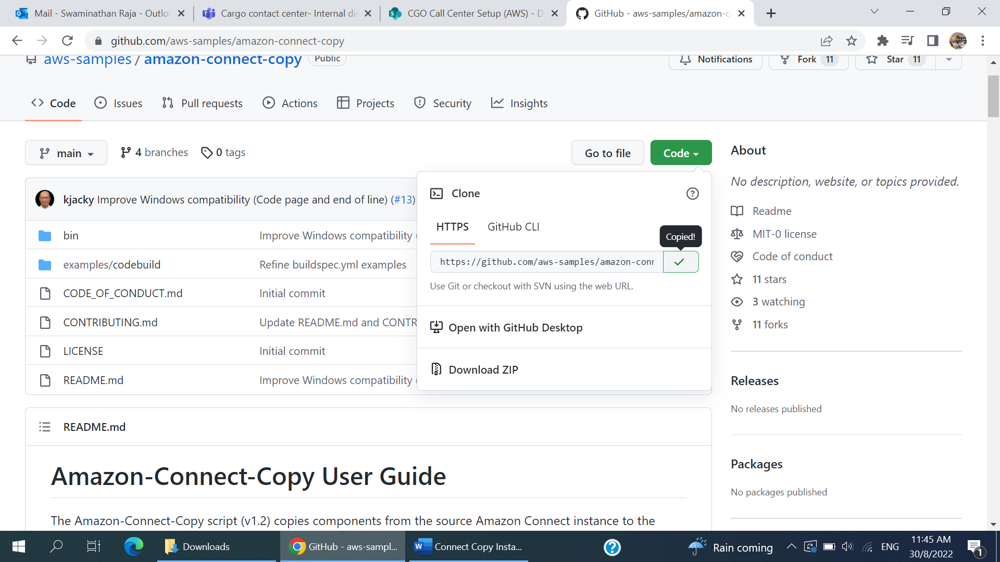 Mail - Swaminathan Raja - Outlo
Cargo contact center- Internal dis
CGO Call Center Setup (AWS) - D
GitHub - aws-samples/amazon-c
github.com/aws-samples/amazon-connect-copy
aws-samples / amazon-connect-copy
Public
Notifications
Fork 11
Star 11
Code
Issues
Pull requests
Actions
Projects
Security
Insights
main
4 branches
0 tags
Go to file
Code
kjacky Improve Windows compatibility (Code page and end of line) (#13)
bin
Improve Windows compatibility (
examples/codebuild
Refine buildspec.yml examples
CODE_OF_CONDUCT.md
Initial commit
CONTRIBUTING.md
Update README.md and CONTR
LICENSE
Initial commit
README.md
Improve Windows compatibility (
Clone
HTTPS
GitHub CLI
Copied!
https://github.com/aws-samples/amazon-conn
Use Git or checkout with SVN using the web URL.
Open with GitHub Desktop
Download ZIP
About
No description, website, or topics provided.
Readme
MIT-0 license
Code of conduct
11 stars
3 watching
11 forks
Releases
No releases published
Packages
No packages published
README.md
Amazon-Connect-Copy User Guide
The Amazon-Connect-Copy script (v1.2) copies components from the source Amazon Connect instance to the
Downloads
GitHub - aws-sampl...
Connect Copy Insta...
Rain coming
ENG
11:45 AM
30/8/2022
1